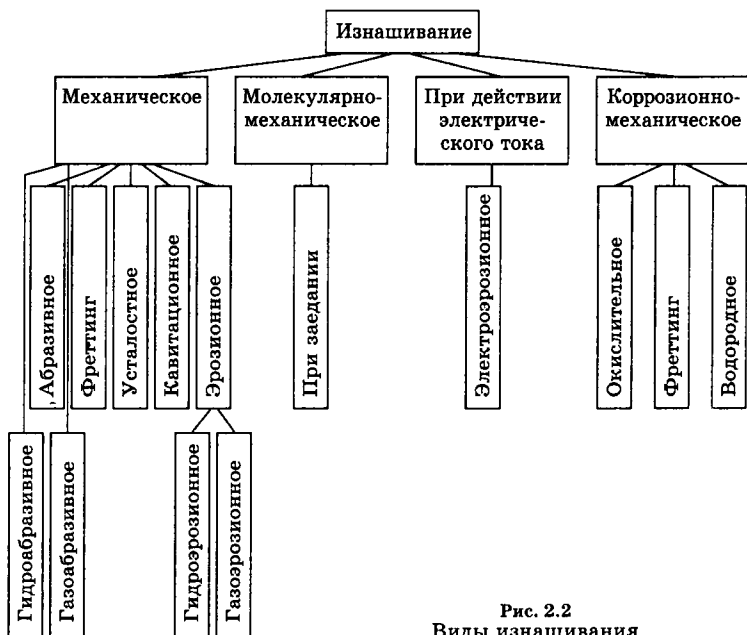 Изнашивание
Механическое
Молекулярно-
механическое
При действии
электриче-
ского тока
Коррозионно-
механическое
Абразивное
Фреттинг
Усталостное
Кавитационное
Эрозионное
При заедании
Электроэрозионное
Окислительное
Фреттинг
Водородное
Гидроабразивное
Газоабразивное
Гидроэрозионное
Газоэрозионное
Рис. 2.2
Виды изнашивания